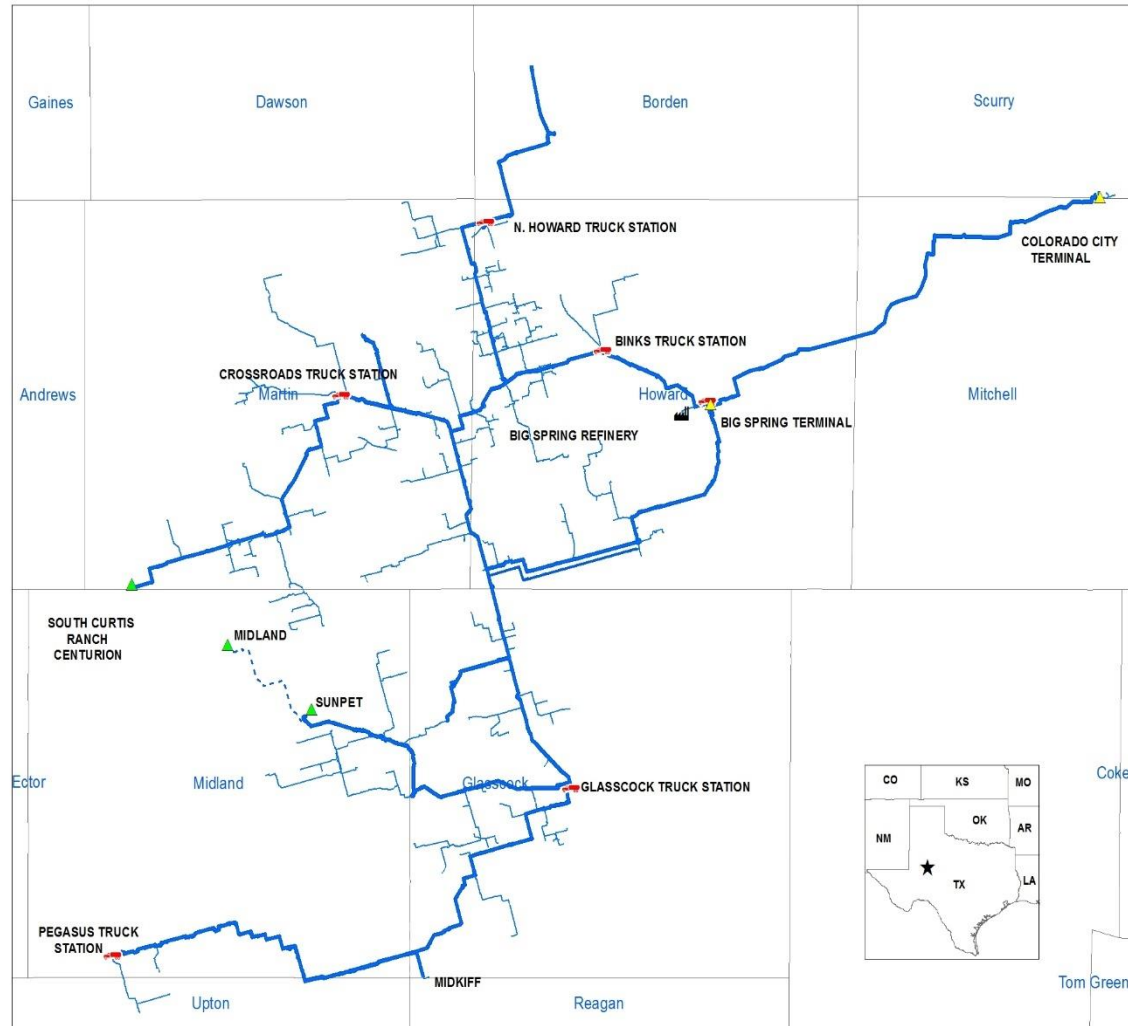 Gaines
Dawson
Borden
Scurry
N. HOWARD TRUCK STATION
COLORADO CITY
TERMINAL
BINKS TRUCK STATION
CROSSROADS TRUCK STATION
Andrews
Martin
Howard
Mitchell
BIG SPRING TERMINAL
BIG SPRING REFINERY
SOUTH CURTIS
RANCH
CENTURION
MIDLAND
SUNPET
Ector
Midland
Glasscock
GLASSCOCK TRUCK STATION
Coke
CO
KS
MO
OK
AR
NM
TX
LA
PEGASUS TRUCK
STATION
MIDKIFF
Upton
Reagan
Tom Green